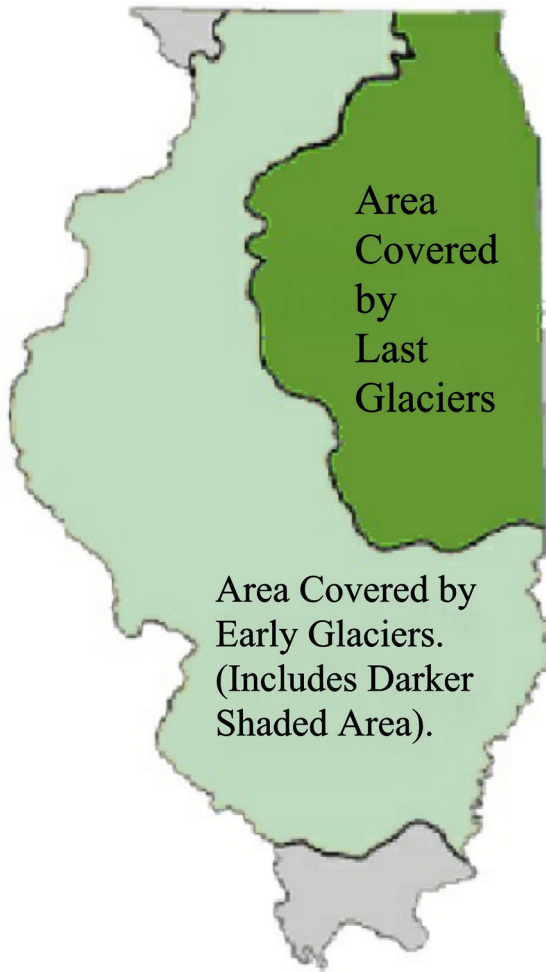 Area
Covered
by
Last
Glaciers
Area Covered by
Early Glaciers.
(Includes Darker
Shaded Area).